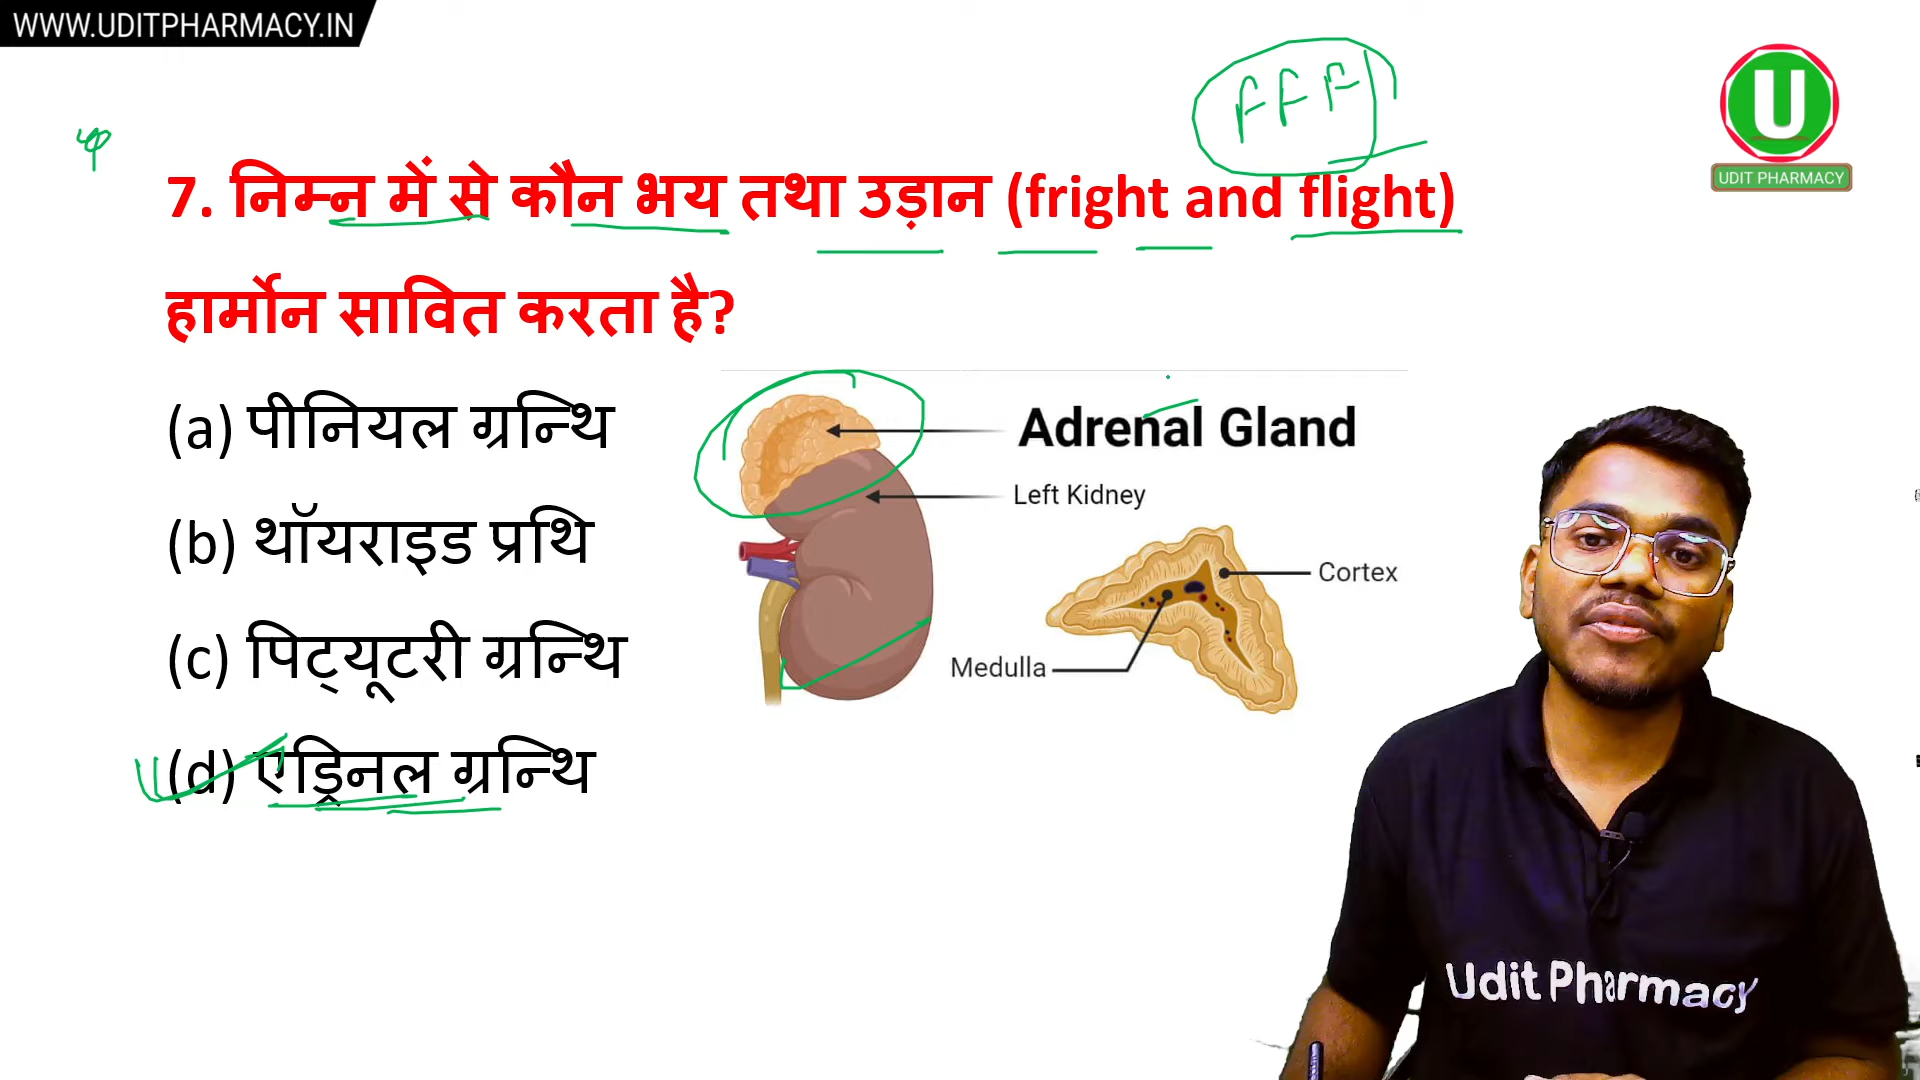 WWW.UDITPHARMACY.IN
FFF
U
UDIT PHARMACY
7. निम्न में से कौन भय तथा उड़ान (fright and flight)
हार्मोन सावित करता है?
(a) पीनियल ग्रन्थि
(b) थॉयराइड प्रथि
(c) पिट्यूटरी ग्रन्थि
(d) एड्रिनल ग्रन्थि
Adrenal Gland
Left Kidney
Cortex
Medulla
Udit Pharmacy